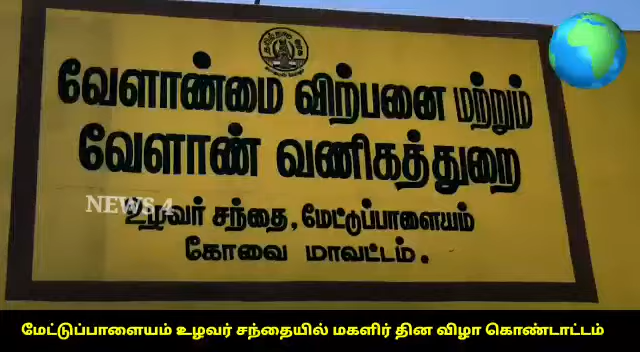 வேளாண்மை விற்பனை மற்றும்
வேளாண் வணிகத்துறை
NEWS 4
உழவர் சந்தை, மேட்டுப்பாளையம்
கோவை மாவட்டம்.
மேட்டுப்பாளையம் உழவர் சந்தையில் மகளிர் தின விழா கொண்டாட்டம்